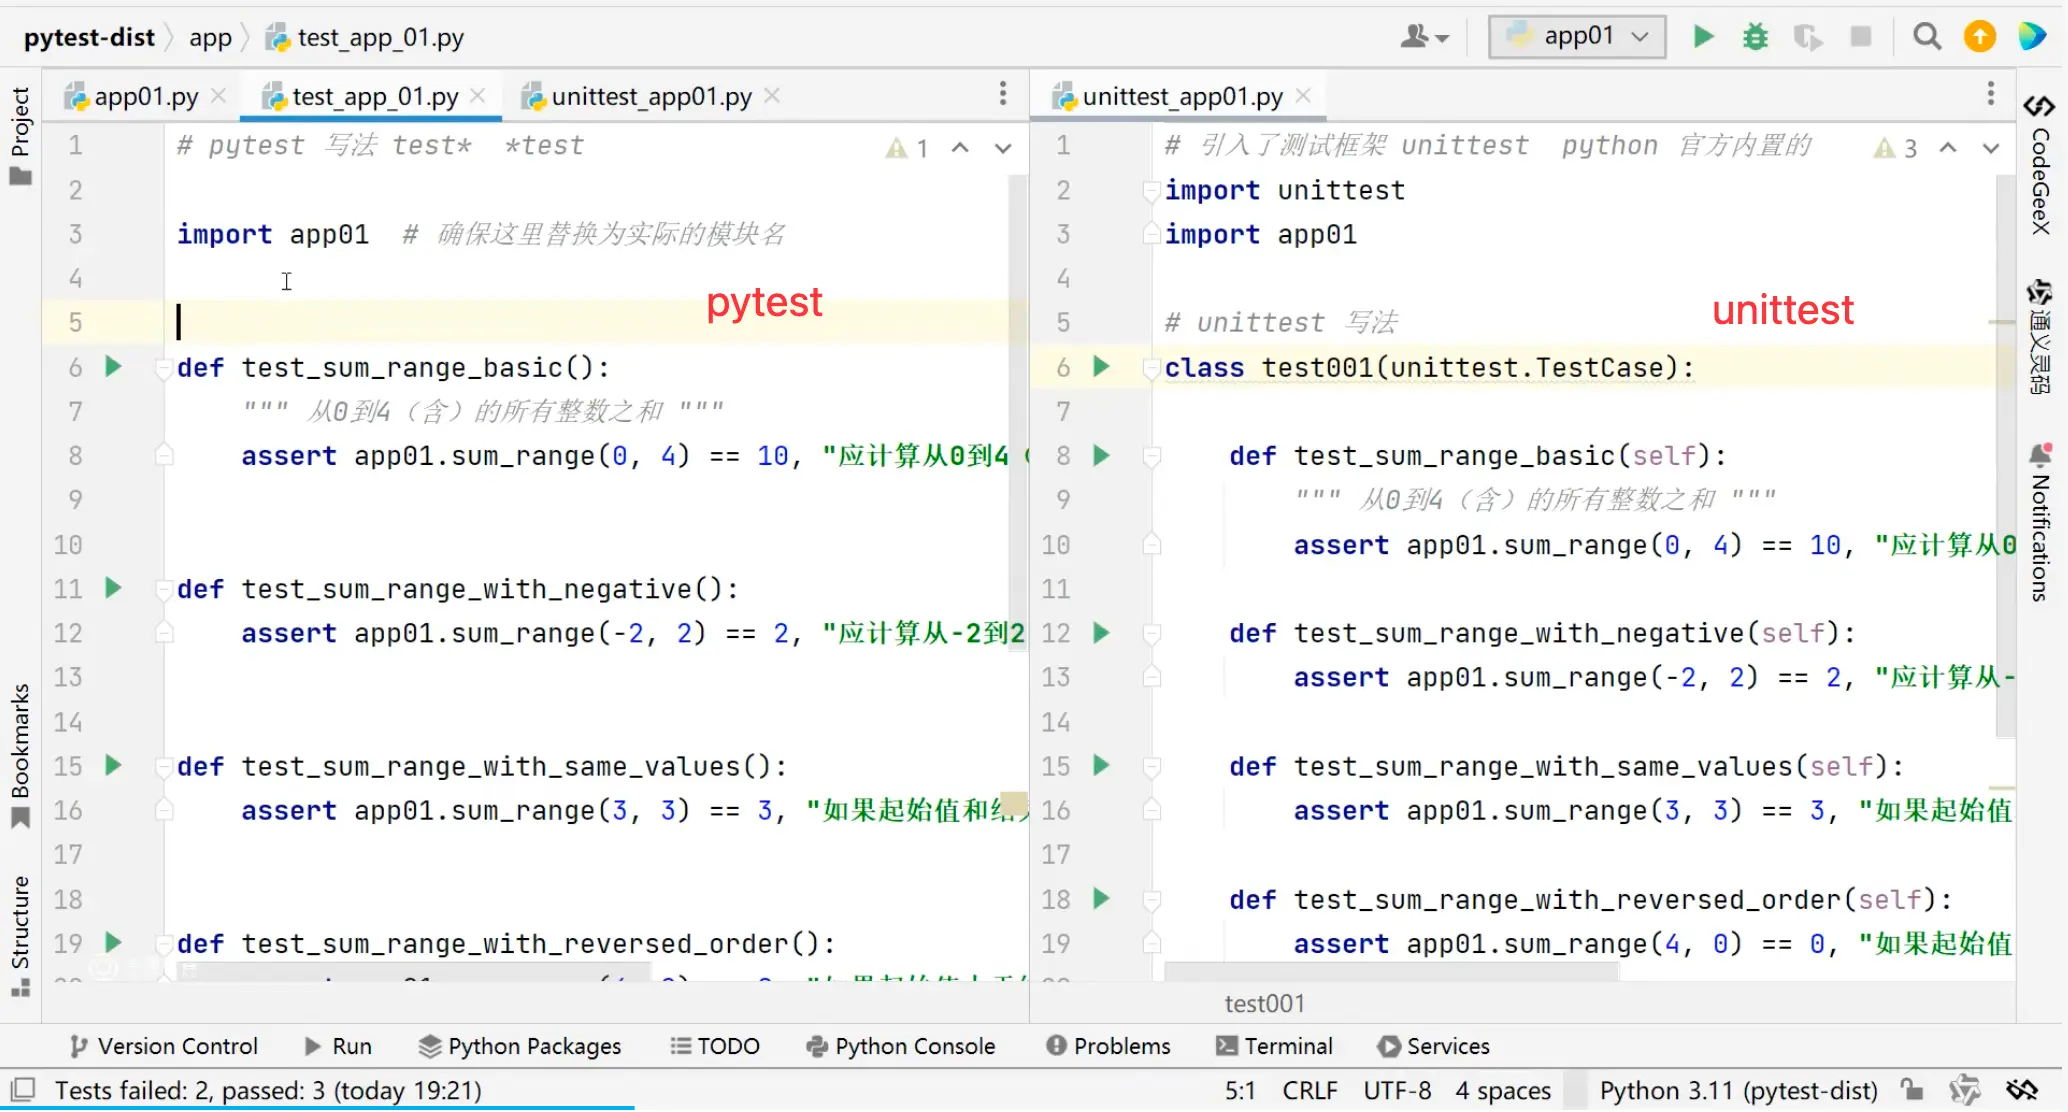 pytest-dist app test_app_01.py
app01
app01.py test_app_01.py unittest_app01.py
unittest_app01.py
Project
Bookmarks
Structure
1 # pytest 写法 test* *test
1
2
3 import app01 # 确保这里替换为实际的模块名
4
5
pytest
6 def test_sum_range_basic():
7 """ 从0到4（含）的所有整数之和 """
8 assert app01.sum_range(0, 4) == 10, "应计算从0到4
9
10
11 def test_sum_range_with_negative():
12 assert app01.sum_range(-2, 2) == 2, "应计算从-2到2
13
14
15 def test_sum_range_with_same_values():
16 assert app01.sum_range(3, 3) == 3, "如果起始值和
17
18
19 def test_sum_range_with_reversed_order():
1 # 引入了测试框架 unittest python 官方内置的
3
2 import unittest
3 import app01
4
5 # unittest 写法
unittest
6 class test001(unittest.TestCase):
7
8 def test_sum_range_basic(self):
9 """ 从0到4（含）的所有整数之和 """
10 assert app01.sum_range(0, 4) == 10, "应计算从0
11
12 def test_sum_range_with_negative(self):
13 assert app01.sum_range(-2, 2) == 2, "应计算从-
14
15 def test_sum_range_with_same_values(self):
16 assert app01.sum_range(3, 3) == 3, "如果起始值
17
18 def test_sum_range_with_reversed_order(self):
19 assert app01.sum_range(4, 0) == 0, "如果起始值
test001
CodeGeeX
通义灵码
Notifications
Version Control Run Python Packages TODO Python Console Problems Terminal Services
Tests failed: 2, passed: 3 (today 19:21) 5:1 CRLF UTF-8 4 spaces Python 3.11 (pytest-dist)